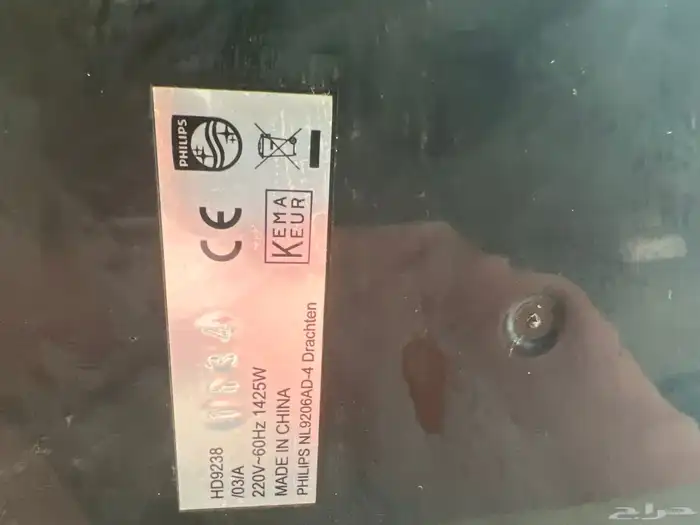 PHILIPS
CE
KEMA
KEUR
HD9238
/03/A
220V~60Hz 1425W
MADE IN CHINA
PHILIPS NL9206AD-4 Drachten
حراج